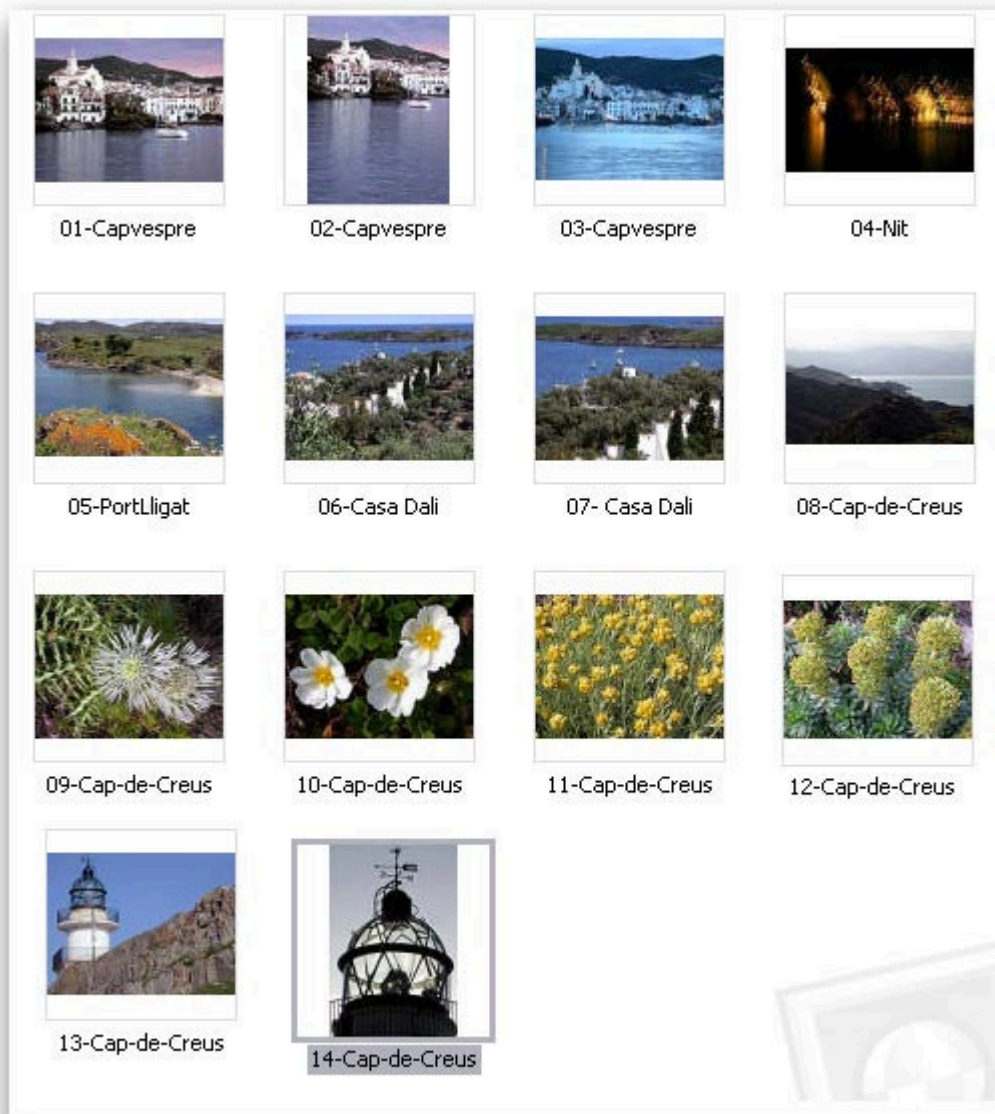 01-Capvespre
02-Capvespre
03-Capvespre
04-Nit
05-PortLligat
06-Casa Dali
07- Casa Dali
08-Cap-de-Creus
09-Cap-de-Creus
10-Cap-de-Creus
11-Cap-de-Creus
12-Cap-de-Creus
13-Cap-de-Creus
14-Cap-de-Creus